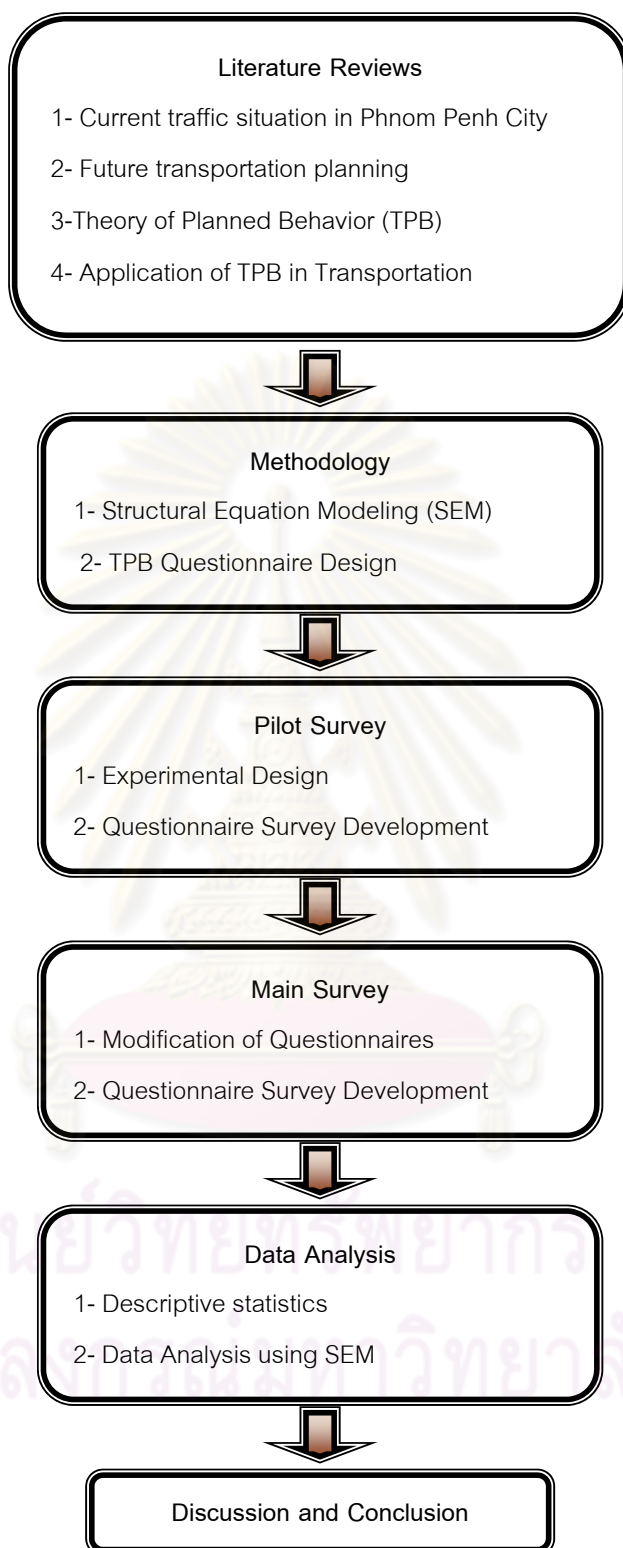 Literature Reviews
1- Current traffic situation in Phnom Penh City
2- Future transportation planning
3-Theory of Planned Behavior (TPB)
4- Application of TPB in Transportation
Methodology
1- Structural Equation Modeling (SEM)
2- TPB Questionnaire Design
Pilot Survey
1- Experimental Design
2- Questionnaire Survey Development
Main Survey
1- Modification of Questionnaires
2- Questionnaire Survey Development
Data Analysis
1- Descriptive statistics
2- Data Analysis using SEM
Discussion and Conclusion